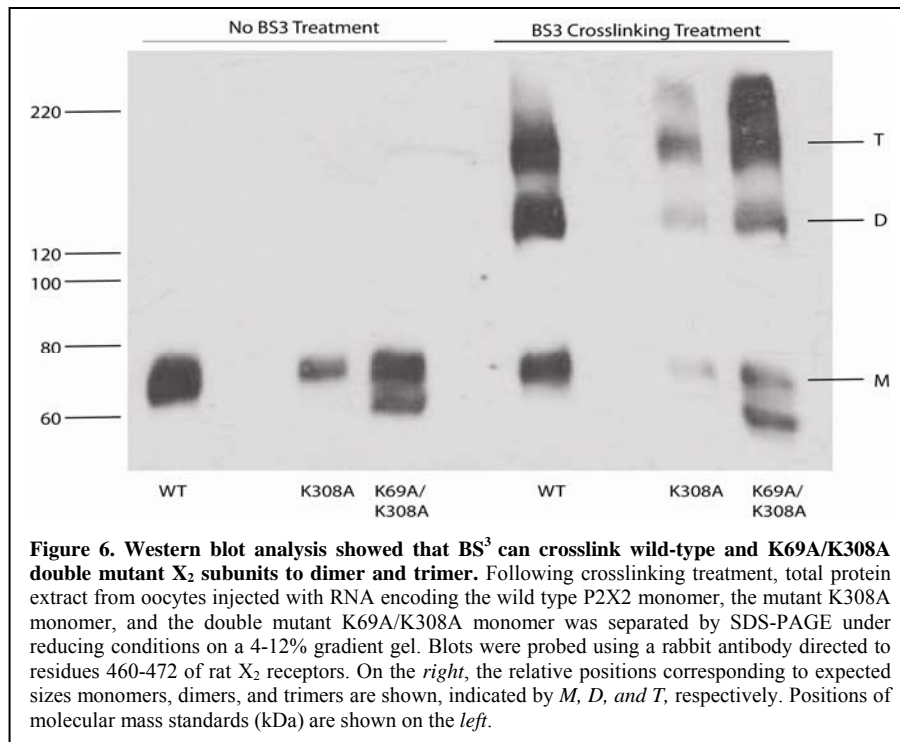 No BS3 Treatment
BS3 Crosslinking Treatment
220
120
100
80
60
T
D
M
WT
K308A
K69A/
K308A
WT
K308A
K69A/
K308A
Figure 6. Western blot analysis showed that BS³ can crosslink wild-type and K69A/K308A
double mutant X₂ subunits to dimer and trimer. Following crosslinking treatment, total protein
extract from oocytes injected with RNA encoding the wild type P2X2 monomer, the mutant K308A
monomer, and the double mutant K69A/K308A monomer was separated by SDS-PAGE under
reducing conditions on a 4-12% gradient gel. Blots were probed using a rabbit antibody directed to
residues 460-472 of rat X₂ receptors. On the right, the relative positions corresponding to expected
sizes monomers, dimers, and trimers are shown, indicated by M, D, and T, respectively. Positions of
molecular mass standards (kDa) are shown on the left.